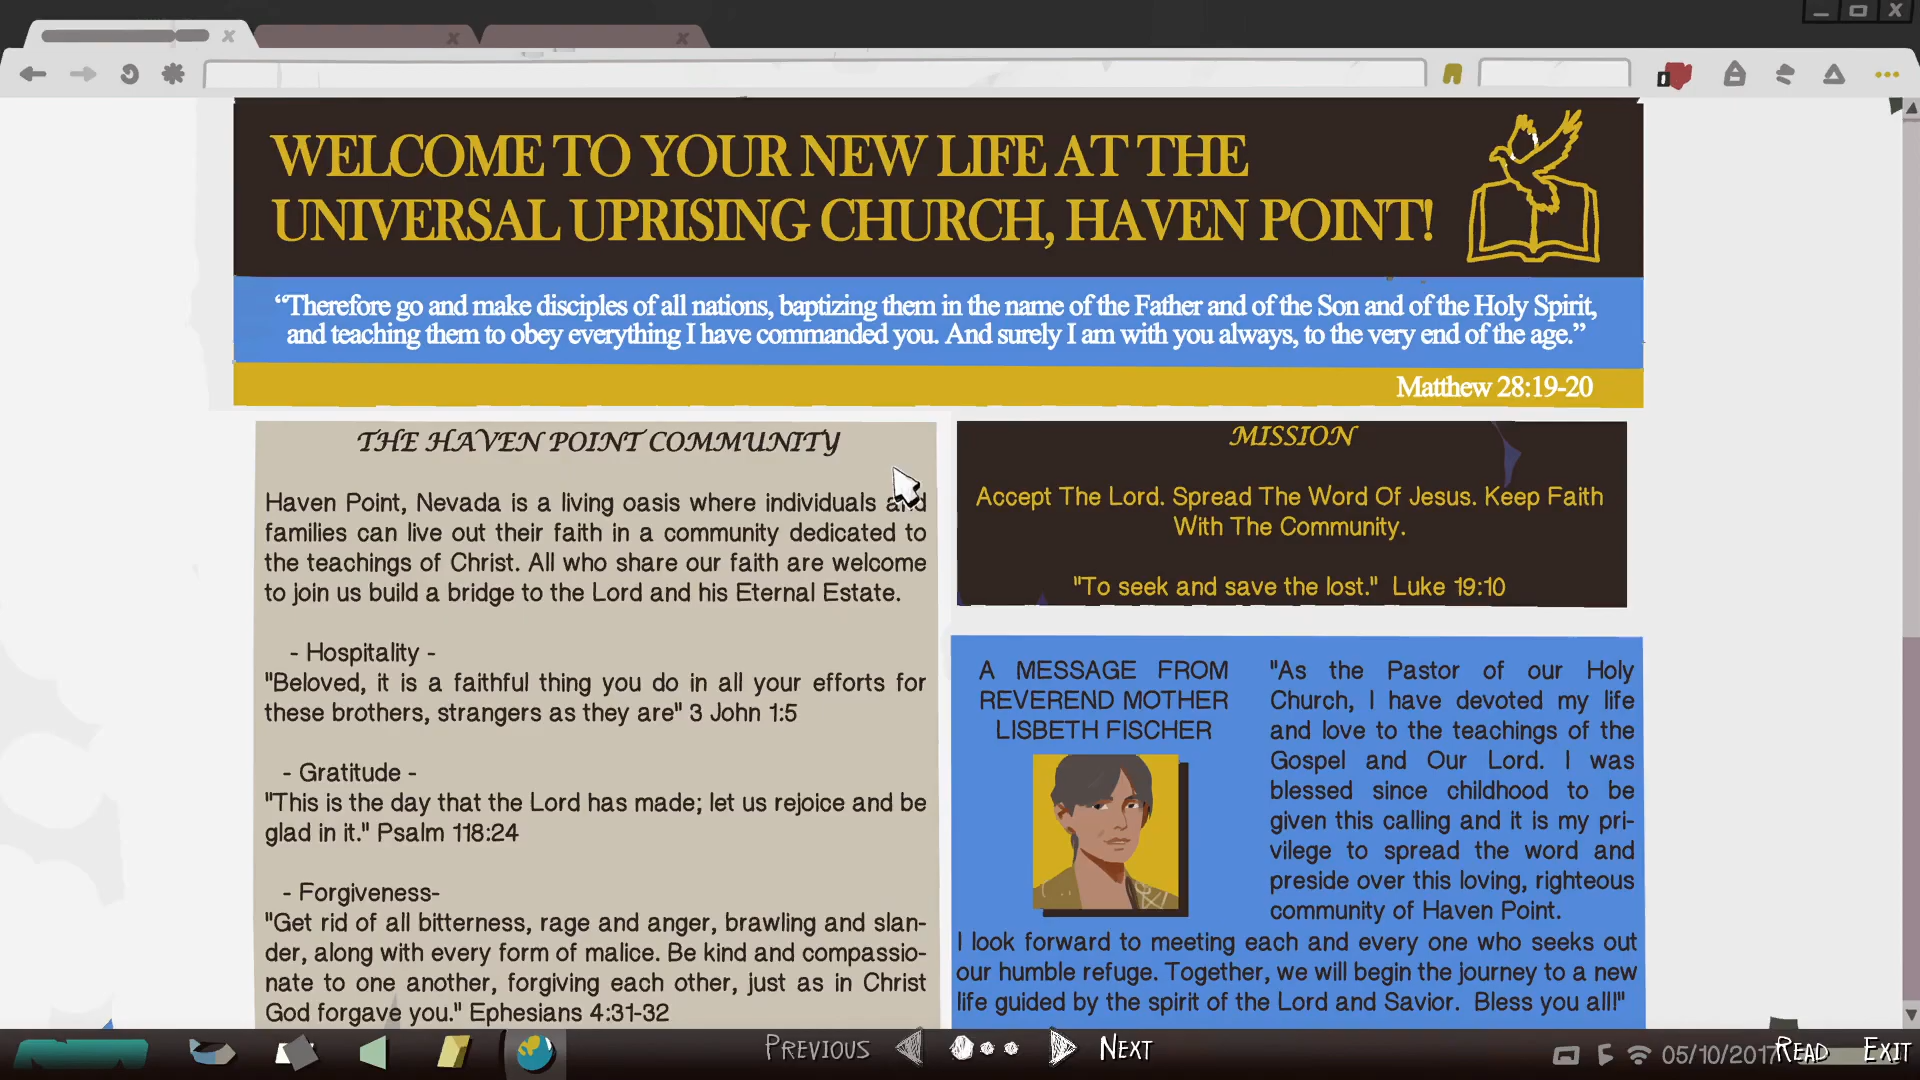 WELCOME TO YOUR NEW LIFE AT THE
UNIVERSAL UPRISING CHURCH, HAVEN POINT!
“Therefore go and make disciples of all nations, baptizing them in the name of the Father and of the Son and of the Holy Spirit,
and teaching them to obey everything I have commanded you. And surely I am with you always, to the very end of the age.”
Matthew 28:19-20
THE HAVEN POINT COMMUNITY
Haven Point, Nevada is a living oasis where individuals and
families can live out their faith in a community dedicated to
the teachings of Christ. All who share our faith are welcome
to join us build a bridge to the Lord and his Eternal Estate.
- Hospitality -
"Beloved, it is a faithful thing you do in all your efforts for
these brothers, strangers as they are" 3 John 1:5
- Gratitude -
"This is the day that the Lord has made; let us rejoice and be
glad in it." Psalm 118:24
- Forgiveness-
"Get rid of all bitterness, rage and anger, brawling and slan-
der, along with every form of malice. Be kind and compassio-
nate to one another, forgiving each other, just as in Christ
God forgave you." Ephesians 4:31-32
MISSION
Accept The Lord. Spread The Word Of Jesus. Keep Faith
With The Community.
"To seek and save the lost." Luke 19:10
A MESSAGE FROM
REVEREND MOTHER
LISBETH FISCHER
"As the Pastor of our Holy
Church, I have devoted my life
and love to the teachings of the
Gospel and Our Lord. I was
blessed since childhood to be
given this calling and it is my pri-
vilege to spread the word and
preside over this loving, righteous
community of Haven Point.
I look forward to meeting each and every one who seeks out
our humble refuge. Together, we will begin the journey to a new
life guided by the spirit of the Lord and Savior. Bless you all!"
PREVIOUS
NEXT
05/10/2017
READ
EXIT